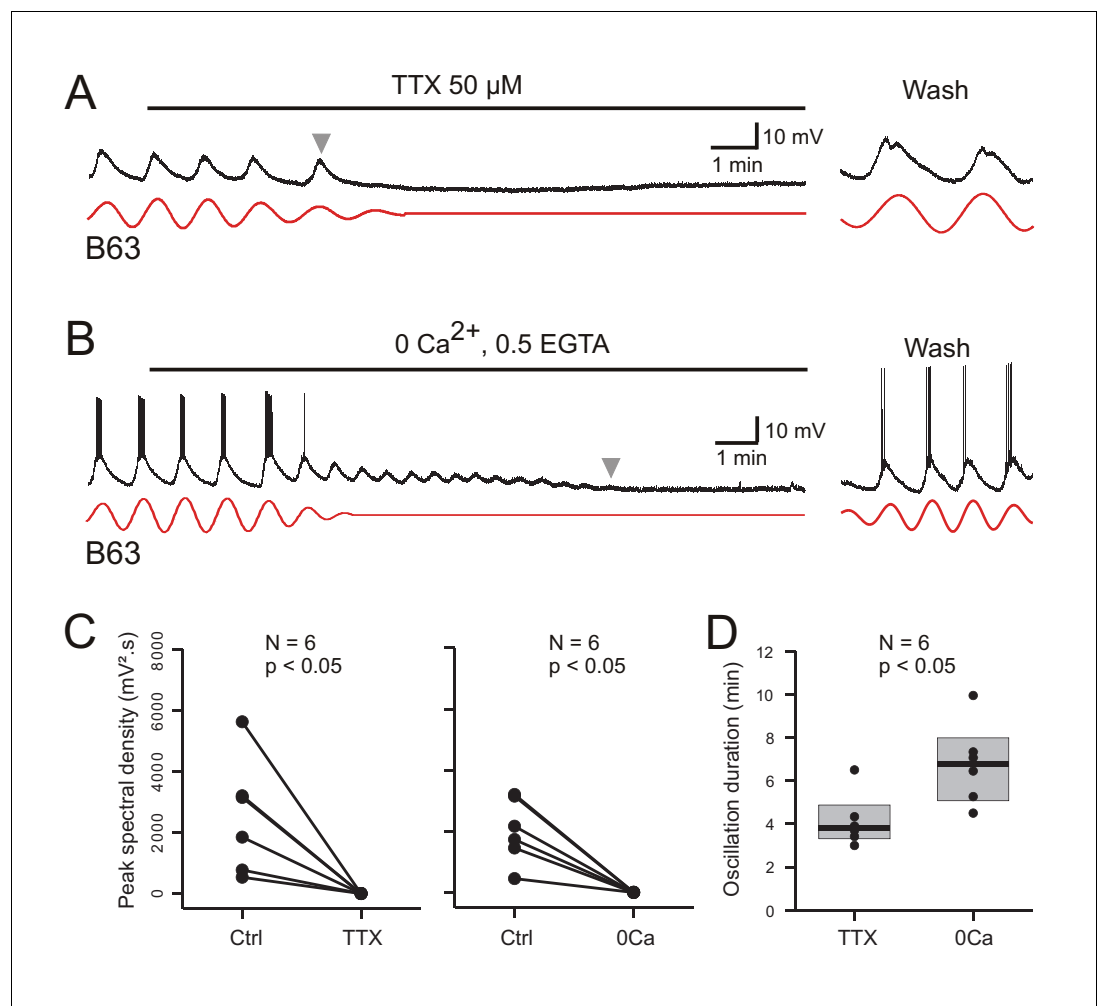 A
TTX 50 µM
Wash
10 mV
1 min
B63
B
0 Ca²⁺, 0.5 EGTA
Wash
10 mV
1 min
B63
C
Peak spectral density (mV².s)
8000
6000
4000
2000
0
N = 6
p < 0.05
Ctrl
TTX
N = 6
p < 0.05
Ctrl
0Ca
D
Oscillation duration (min)
12
10
8
6
4
2
0
N = 6
p < 0.05
TTX
0Ca